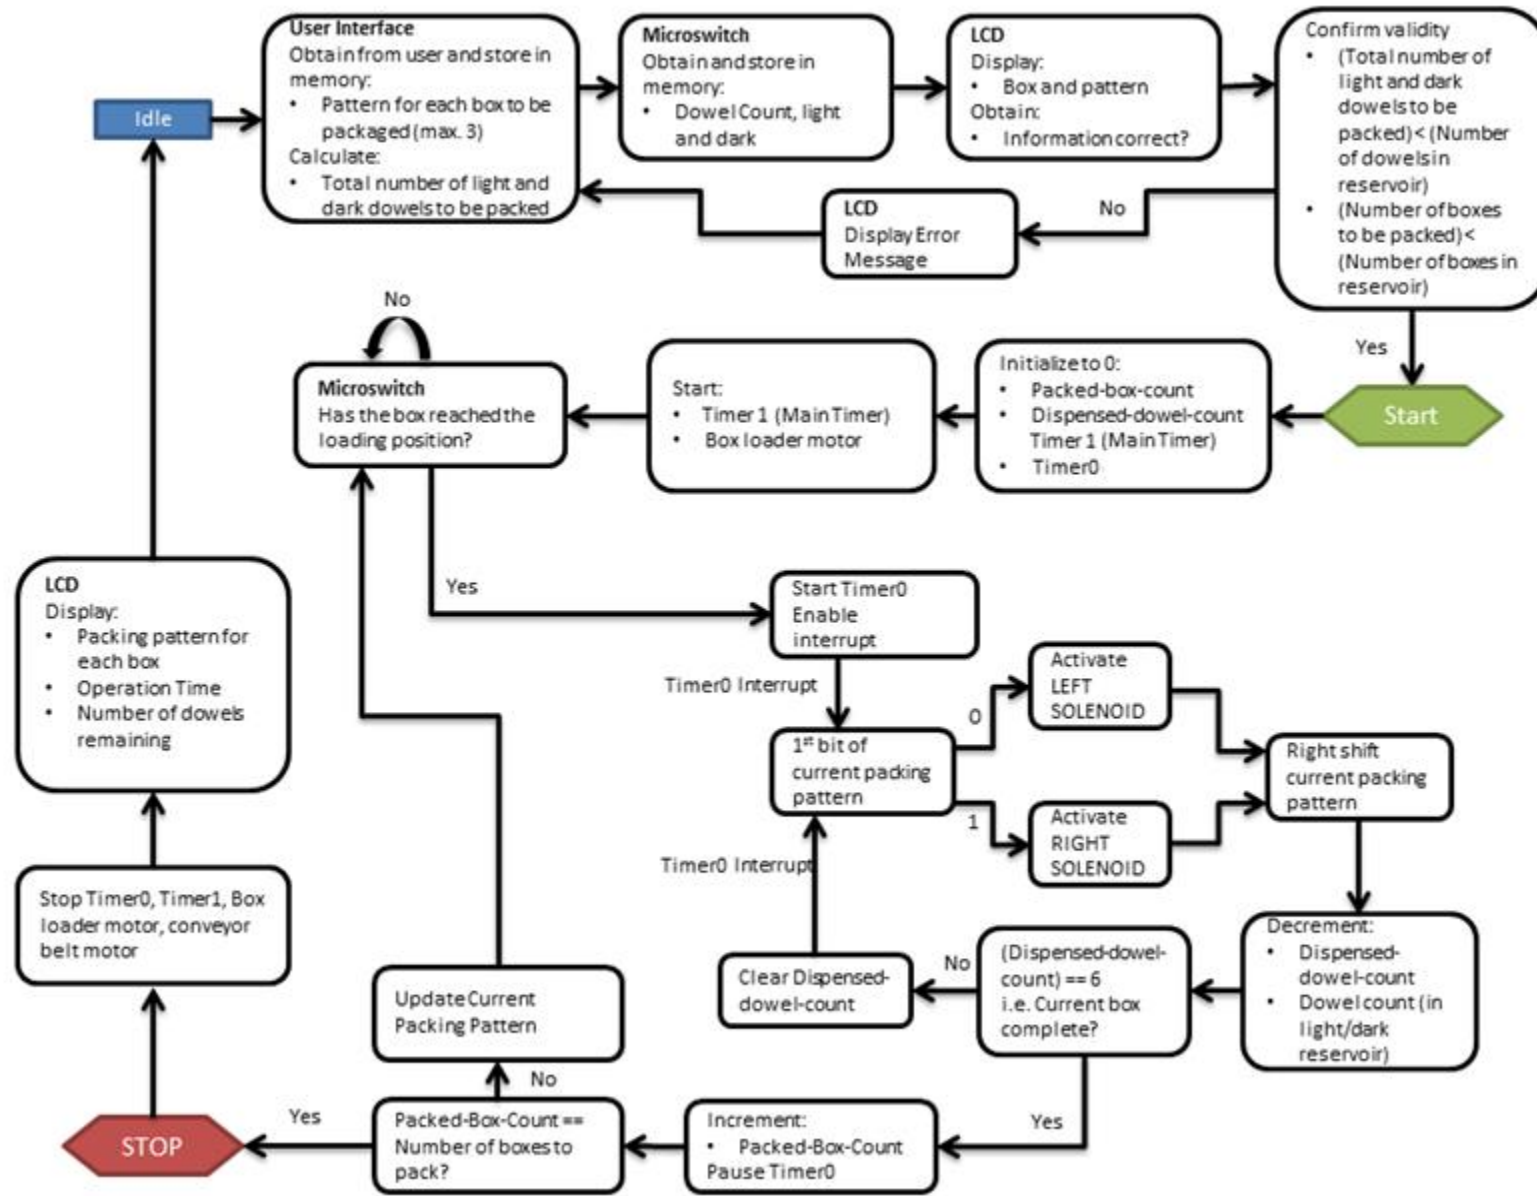 Idle
User Interface
Obtain from user and store in
memory:
• Pattern for each box to be
packaged (max. 3)
Calculate:
• Total number of light and
dark dowels to be packed
Microswitch
Obtain and store in
memory:
• Dowel Count, light
and dark
LCD
Display:
• Box and pattern
Obtain:
• Information correct?
Confirm validity
• (Total number of
light and dark
dowels to be
packed) < (Number
of dowels in
reservoir)
• (Number of boxes
to be packed) <
(Number of boxes in
reservoir)
No
LCD
Display Error
Message
Yes
Start
Initialize to 0:
• Packed-box-count
• Dispensed-dowel-count
Timer 1 (Main Timer)
• Timer0
Start:
• Timer 1 (Main Timer)
• Box loader motor
No
Microswitch
Has the box reached the
loading position?
Yes
Start Timer0
Enable
interrupt
Timer0 Interrupt
1st bit of
current packing
pattern
0
Activate
LEFT
SOLENOID
1
Activate
RIGHT
SOLENOID
Right shift
current packing
pattern
Decrement:
• Dispensed-
dowel-count
• Dowel count (in
light/dark
reservoir)
(Dispensed-dowel-
count) == 6
i.e. Current box
complete?
No
Clear Dispensed-
dowel-count
Timer0 Interrupt
Yes
Increment:
• Packed-Box-Count
Pause Timer0
Packed-Box-Count ==
Number of boxes to
pack?
No
Update Current
Packing Pattern
Yes
STOP
Stop Timer0, Timer1, Box
loader motor, conveyor
belt motor
LCD
Display:
• Packing pattern for
each box
• Operation Time
• Number of dowels
remaining